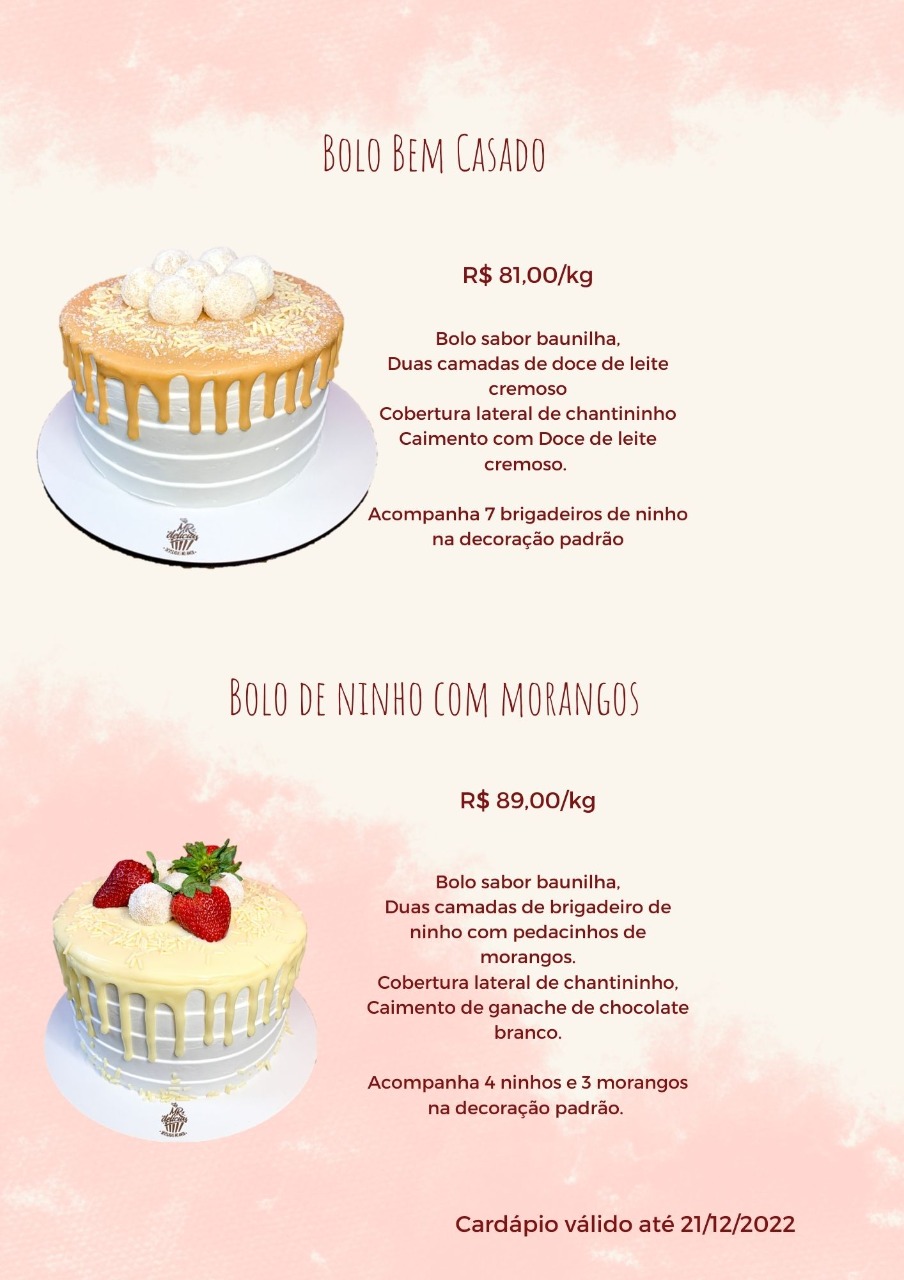 Bolo Bem Casado
R$ 81,00/kg
Bolo sabor baunilha,
Duas camadas de doce de leite
cremoso
Cobertura lateral de chantininho
Caimento com Doce de leite
cremoso.
Acompanha 7 brigadeiros de ninho
na decoração padrão
MR
delícias
Bolo de ninho com morangos
R$ 89,00/kg
Bolo sabor baunilha,
Duas camadas de brigadeiro de
ninho com pedacinhos de
morangos.
Cobertura lateral de chantininho,
Caimento de ganache de chocolate
branco.
Acompanha 4 ninhos e 3 morangos
na decoração padrão.
MR
delícias
Cardápio válido até 21/12/2022